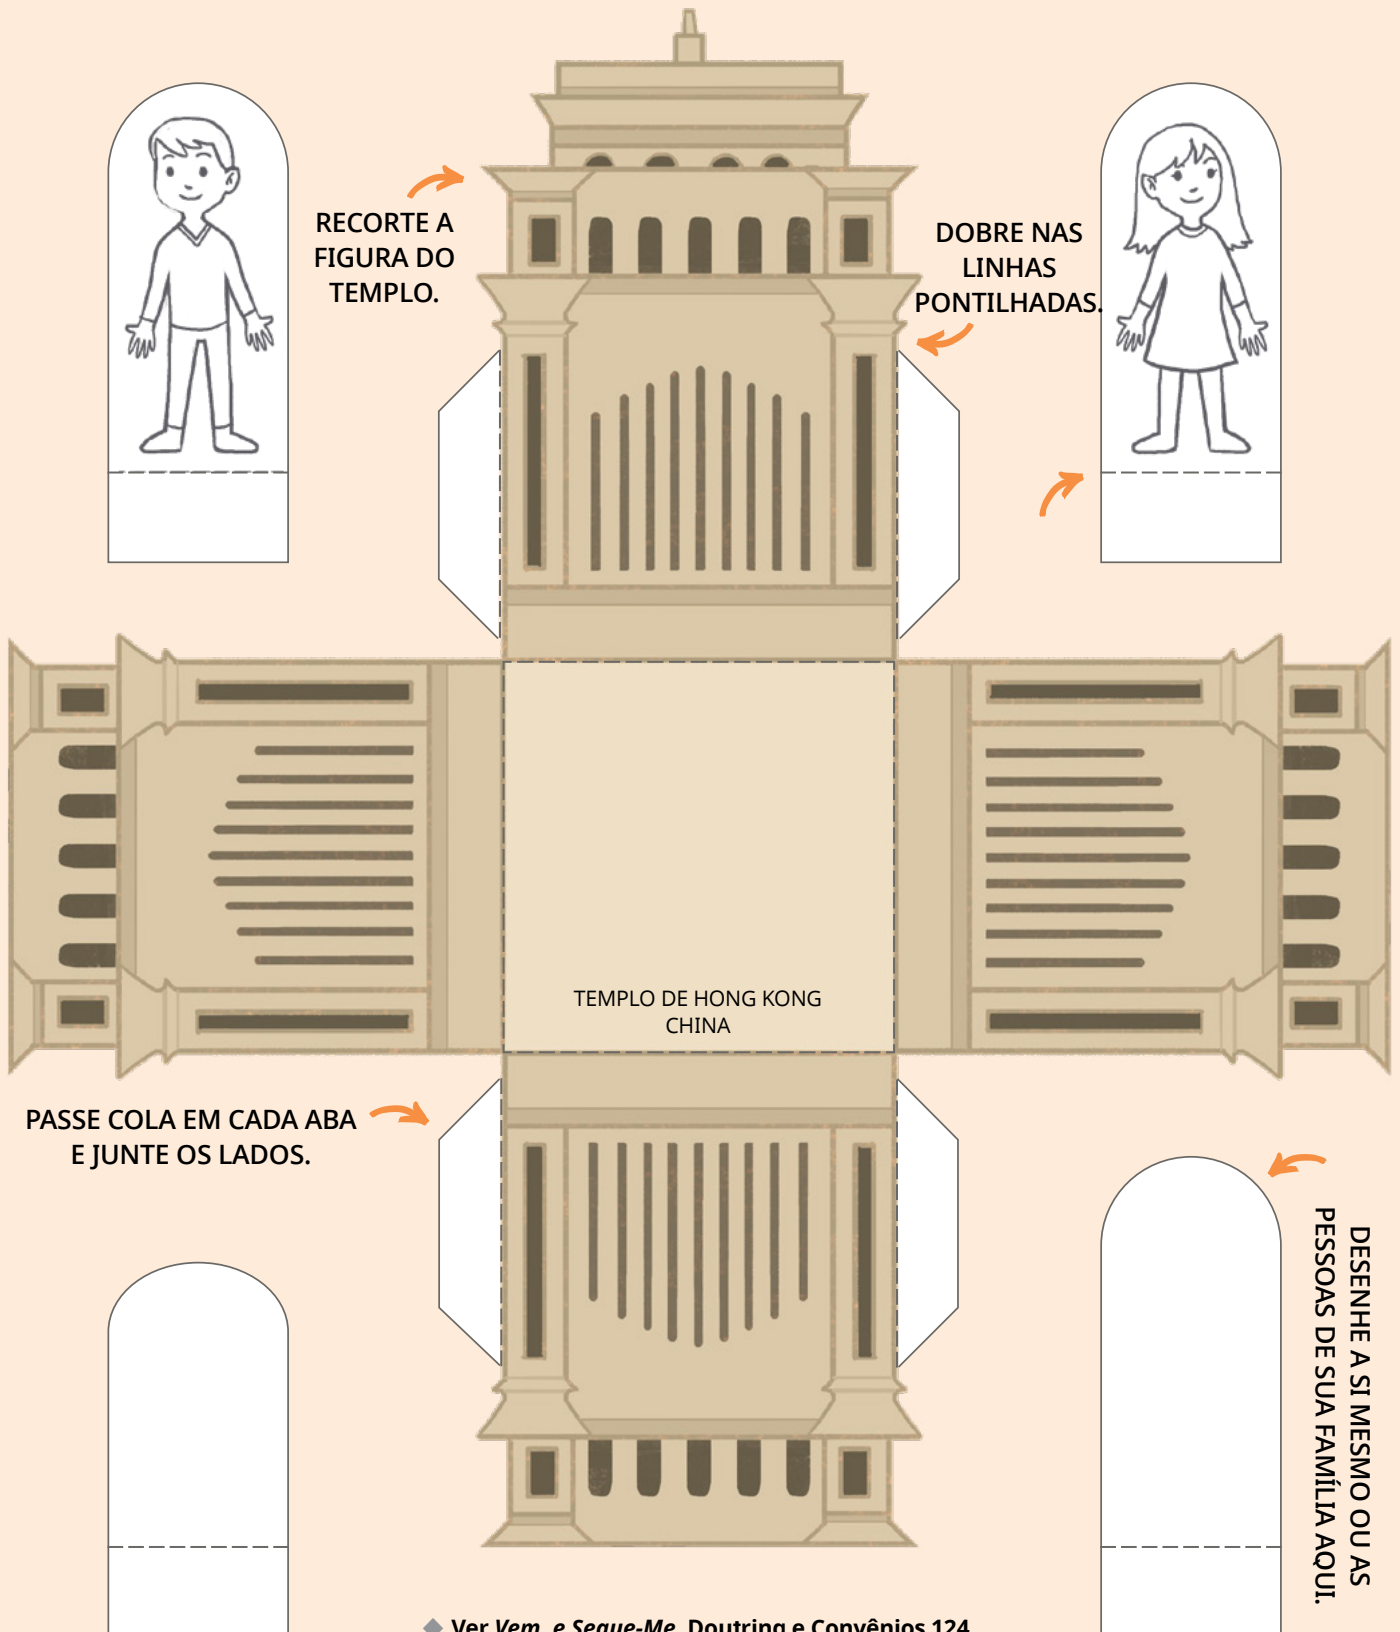 RECORTE A
FIGURA DO
TEMPLO.
DOBRE NAS
LINHAS
PONTILHADAS.
TEMPLO DE HONG KONG
CHINA
PASSE COLA EM CADA ABA
E JUNTE OS LADOS.
DESENHE A SI MESMO OU AS
PESSOAS DE SUA FAMÍLIA AQUI.
Ver Vem, e Segue-Me, Doutrina e Convênios 124